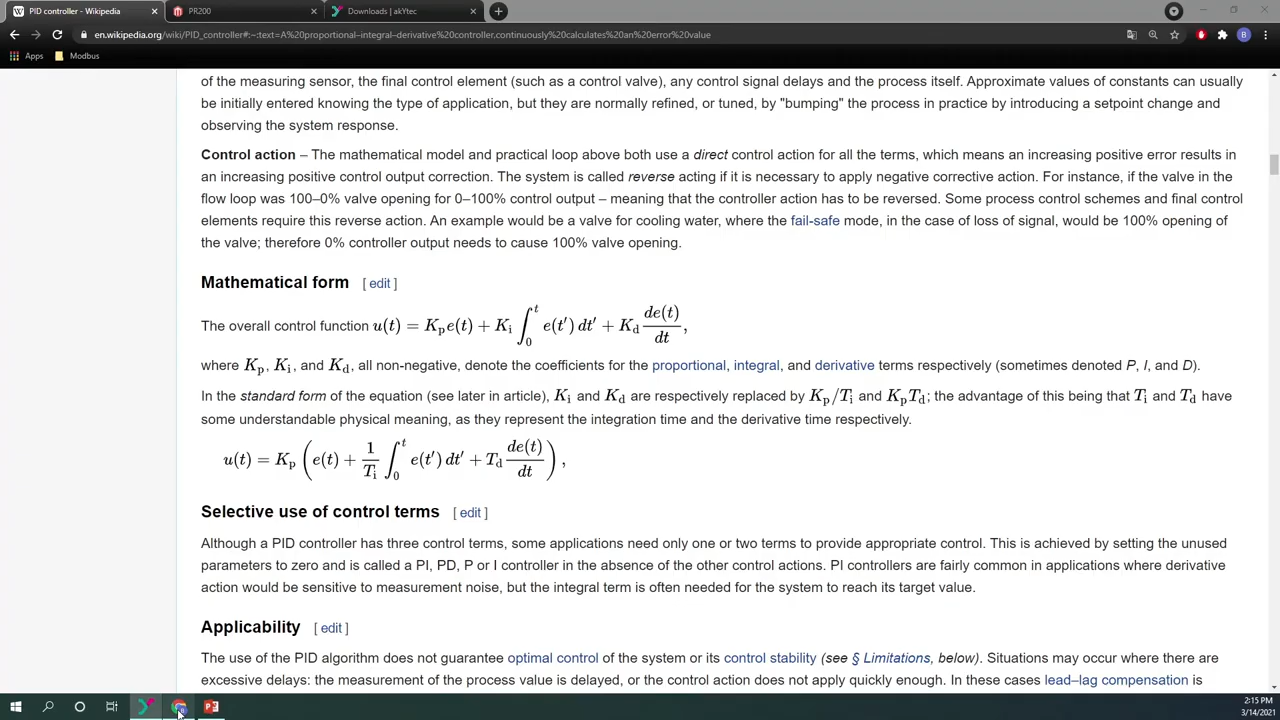 PID controller - Wikipedia
PR200
Downloads | akYtec
en.wikipedia.org/wiki/PID_controller#:~:text=A%20proportional–integral–derivative%20controller,continuously%20calculates%20an%20error%20value
Apps
Modbus
of the measuring sensor, the final control element (such as a control valve), any control signal delays and the process itself. Approximate values of constants can usually
be initially entered knowing the type of application, but they are normally refined, or tuned, by "bumping" the process in practice by introducing a setpoint change and
observing the system response.
Control action – The mathematical model and practical loop above both use a direct control action for all the terms, which means an increasing positive error results in
an increasing positive control output correction. The system is called reverse acting if it is necessary to apply negative corrective action. For instance, if the valve in the
flow loop was 100–0% valve opening for 0–100% control output – meaning that the controller action has to be reversed. Some process control schemes and final control
elements require this reverse action. An example would be a valve for cooling water, where the fail-safe mode, in the case of loss of signal, would be 100% opening of
the valve; therefore 0% controller output needs to cause 100% valve opening.
Mathematical form [ edit ]
The overall control function u(t) = Kp e(t) + Ki ∫₀ᵗ e(t′) dt′ + Kd de(t)/dt,
where Kp, Ki, and Kd, all non-negative, denote the coefficients for the proportional, integral, and derivative terms respectively (sometimes denoted P, I, and D).
In the standard form of the equation (see later in article), Ki and Kd are respectively replaced by Kp/Ti and KpTd; the advantage of this being that Ti and Td have
some understandable physical meaning, as they represent the integration time and the derivative time respectively.
u(t) = Kp ( e(t) + 1/Ti ∫₀ᵗ e(t′) dt′ + Td de(t)/dt ),
Selective use of control terms [ edit ]
Although a PID controller has three control terms, some applications need only one or two terms to provide appropriate control. This is achieved by setting the unused
parameters to zero and is called a PI, PD, P or I controller in the absence of the other control actions. PI controllers are fairly common in applications where derivative
action would be sensitive to measurement noise, but the integral term is often needed for the system to reach its target value.
Applicability [ edit ]
The use of the PID algorithm does not guarantee optimal control of the system or its control stability (see § Limitations, below). Situations may occur where there are
excessive delays: the measurement of the process value is delayed, or the control action does not apply quickly enough. In these cases lead–lag compensation is
2:15 PM
3/14/2021